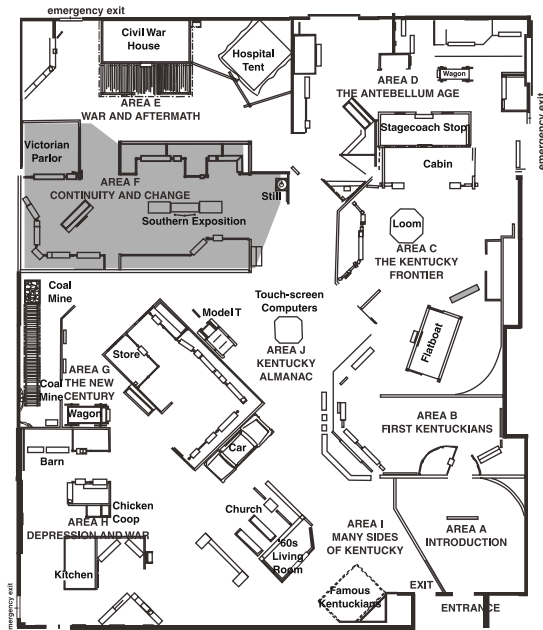 emergency exit
Civil War
House
Hospital
Tent
AREA D
THE ANTEBELLUM AGE
Wagon
AREA E
WAR AND AFTERMATH
emergency exit
Stagecoach Stop
Victorian
Parlor
Cabin
AREA F
CONTINUITY AND CHANGE
Still
Southern Exposition
Loom
AREA C
THE KENTUCKY
FRONTIER
Coal
Mine
Touch-screen
Computers
Model T
Flatboat
Store
AREA J
KENTUCKY
ALMANAC
AREA G
THE NEW
CENTURY
Coal
Mine
Wagon
AREA B
FIRST KENTUCKIANS
Car
Barn
Chicken
Coop
AREA H
DEPRESSION AND WAR
Church
'60s
Living
Room
AREA I
MANY SIDES
OF KENTUCKY
AREA A
INTRODUCTION
Kitchen
Famous
Kentuckians
EXIT
ENTRANCE
emergency exit